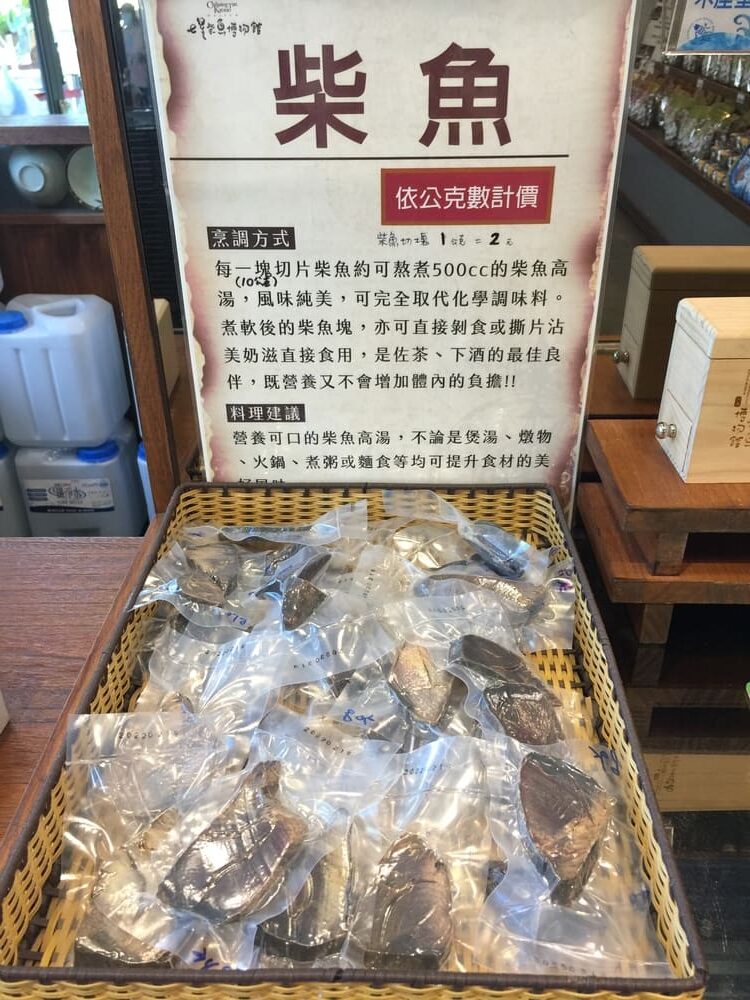 七星柴魚博物館
柴魚
依公克數計價
烹調方式
柴魚切塊 1公克 = 2元
每一塊切片柴魚約可熬煮500cc的柴魚高
(10公克)
湯，風味純美，可完全取代化學調味料。
煮軟後的柴魚塊，亦可直接剝食或撕片沾
美奶滋直接食用，是佐茶、下酒的最佳良
伴，既營養又不會增加體內的負擔!!
料理建議
營養可口的柴魚高湯，不論是煲湯、燉物
、火鍋、煮粥或麵食等均可提升食材的美